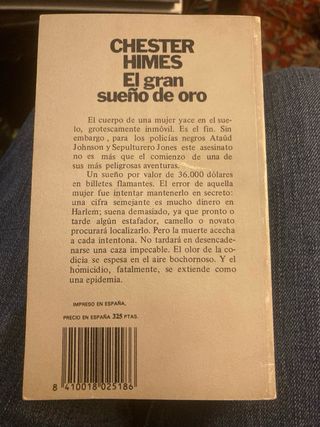 CHESTER
HIMES
El gran
sueño de oro
El cuerpo de una mujer yace en el sue-
lo, grotescamente inmóvil. Es el fin. Sin
embargo, para los policías negros Ataúd
Johnson y Sepulturero Jones este asesinato
no es más que el comienzo de una de
sus más peligrosas aventuras.
Un sueño por valor de 36.000 dólares
en billetes flamantes. El error de aquella
mujer fue intentar mantenerlo en secreto:
una cifra semejante es mucho dinero en
Harlem; suena demasiado, ya que pronto o
tarde algún estafador, camello o novato
procurará localizarlo. Pero la muerte acecha
a cada intentona. No tardará en desencade-
narse una caza impecable. El olor de la co-
dicia se espesa en el aire bochornoso. Y el
homicidio, fatalmente, se extiende como
una epidemia.
IMPRESO EN ESPAÑA.
PRECIO EN ESPAÑA 325 PTAS.
8 410018 025186